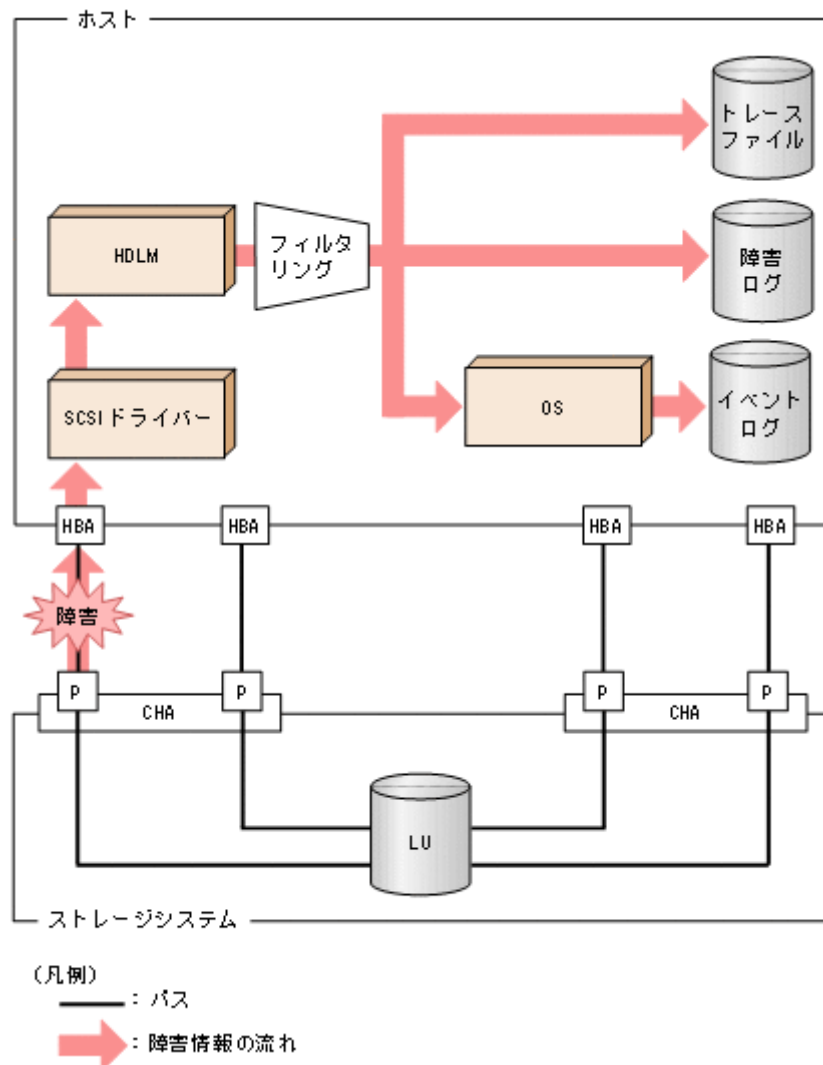 ホスト
トレース
ファイル
HDLM
フィルタ
リング
障害
ログ
SCSIドライバー
OS
イベント
ログ
HBA
HBA
HBA
HBA
障害
P
P
P
P
CHA
CHA
LU
ストレージシステム
(凡例)
:パス
:障害情報の流れ